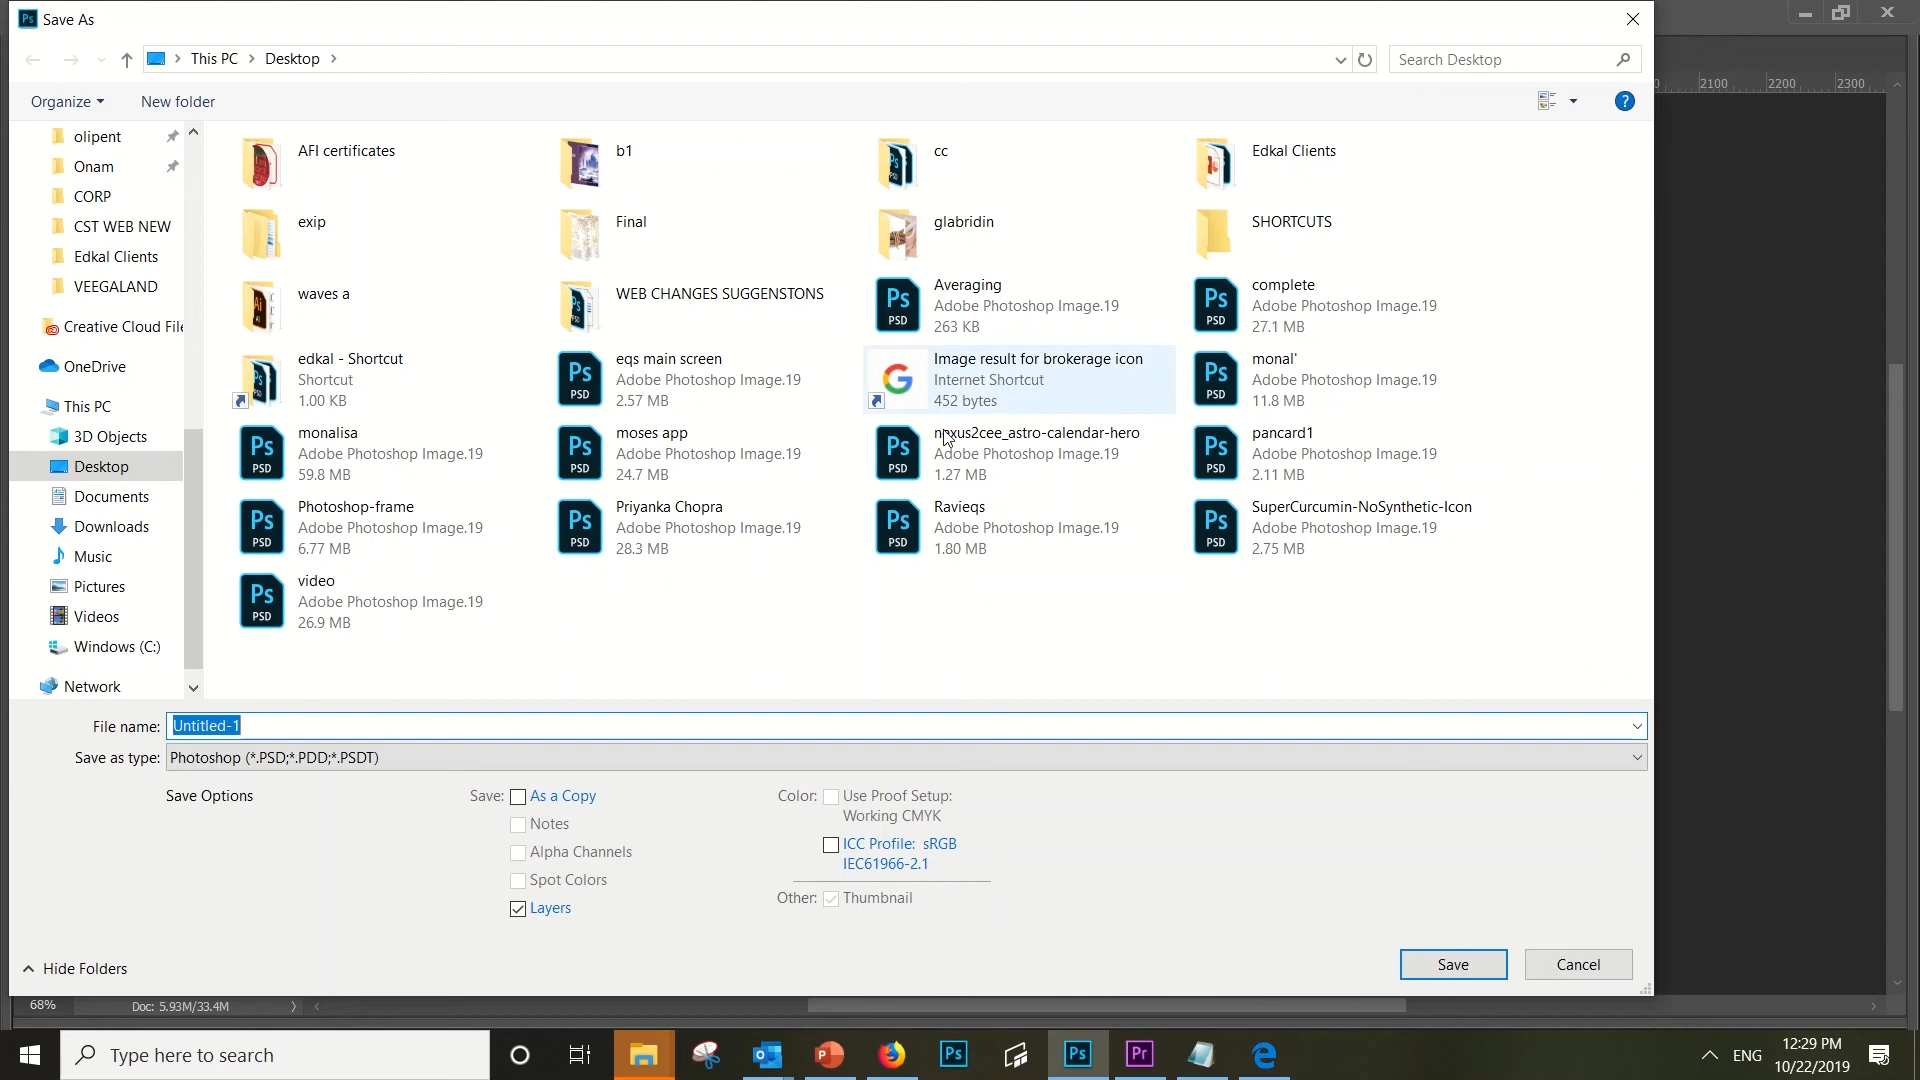 Ps Save As
This PC > Desktop >
Search Desktop
2100 2200 2300
Organize
New folder
?
olipent
Onam
CORP
CST WEB NEW
Edkal Clients
VEEGALAND
Creative Cloud File
OneDrive
This PC
3D Objects
Desktop
Documents
Downloads
Music
Pictures
Videos
Windows (C:)
Network
AFI certificates
b1
cc
Edkal Clients
exip
Final
glabridin
SHORTCUTS
waves a
WEB CHANGES SUGGENSTONS
Averaging
Adobe Photoshop Image.19
263 KB
complete
Adobe Photoshop Image.19
27.1 MB
edkal - Shortcut
Shortcut
1.00 KB
eqs main screen
Adobe Photoshop Image.19
2.57 MB
Image result for brokerage icon
Internet Shortcut
452 bytes
monal'
Adobe Photoshop Image.19
11.8 MB
monalisa
Adobe Photoshop Image.19
59.8 MB
moses app
Adobe Photoshop Image.19
24.7 MB
nexus2cee_astro-calendar-hero
Adobe Photoshop Image.19
1.27 MB
pancard1
Adobe Photoshop Image.19
2.11 MB
Photoshop-frame
Adobe Photoshop Image.19
6.77 MB
Priyanka Chopra
Adobe Photoshop Image.19
28.3 MB
Ravieqs
Adobe Photoshop Image.19
1.80 MB
SuperCurcumin-NoSynthetic-Icon
Adobe Photoshop Image.19
2.75 MB
video
Adobe Photoshop Image.19
26.9 MB
File name: Untitled-1
Save as type: Photoshop (*.PSD;*.PDD;*.PSDT)
Save Options
Save: As a Copy
Notes
Alpha Channels
Spot Colors
Layers
Color: Use Proof Setup:
Working CMYK
ICC Profile: sRGB
IEC61966-2.1
Other: Thumbnail
Hide Folders
Save
Cancel
68%
Doc: 5.93M/33.4M
Type here to search
ENG
12:29 PM
10/22/2019